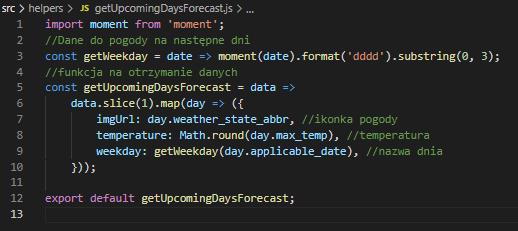 src > helpers > JS getUpcomingDaysForecast.js > ...
1 import moment from 'moment';
2 //Dane do pogody na następne dni
3 const getWeekday = date => moment(date).format('dddd').substring(0, 3);
4 //funkcja na otrzymanie danych
5 const getUpcomingDaysForecast = data =>
6 data.slice(1).map(day => ({
7 imgUrl: day.weather_state_abbr, //ikonka pogody
8 temperature: Math.round(day.max_temp), //temperatura
9 weekday: getWeekday(day.applicable_date), //nazwa dnia
10 }));
11
12 export default getUpcomingDaysForecast;
13